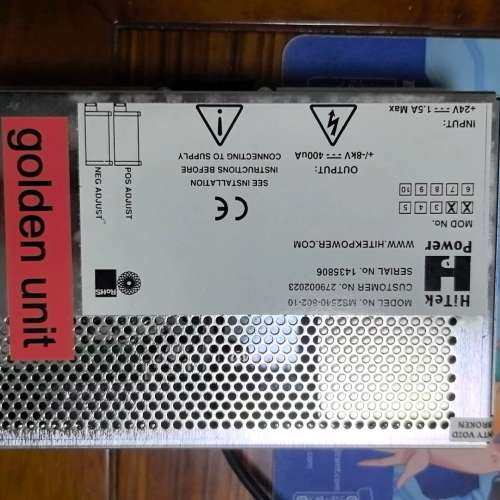 golden unit
HiTek
Power
MODEL No. MS2540-802-10
CUSTOMER No. 279002023
SERIAL No. 1435806
WWW.HITEKPOWER.COM
MOD No.
X X 3 4 5
6 7 8 9 10
INPUT:
+24V 1.5A Max
OUTPUT:
+/-8kV 400uA
RoHS
CE
SEE INSTALLATION
INSTRUCTIONS BEFORE
CONNECTING TO SUPPLY
POS ADJUST
NEG ADJUST
VOID
BROKEN